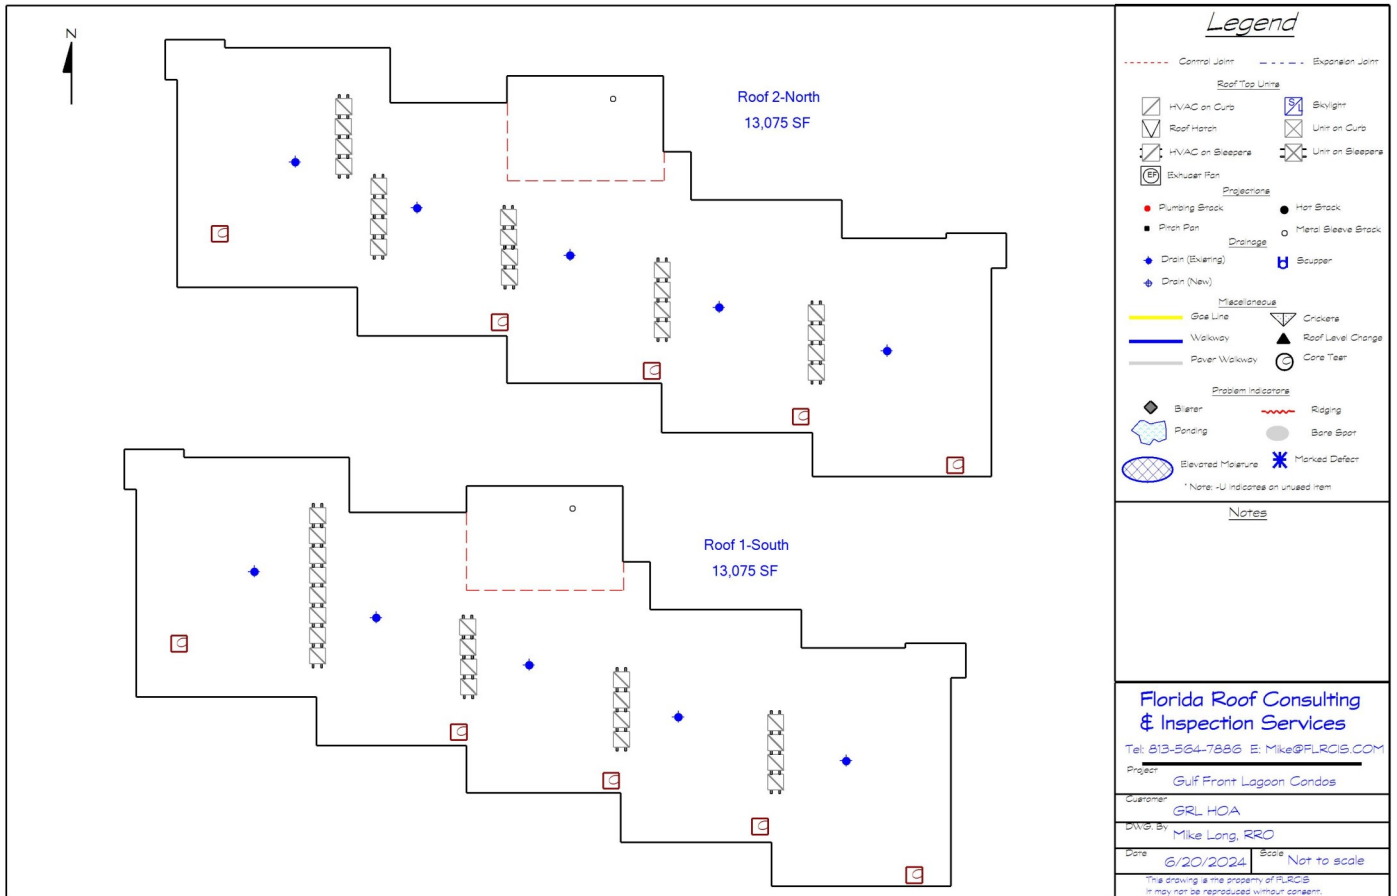 N
Roof 2-North
13,075 SF
Roof 1-South
13,075 SF
Legend
Control Joint
Expansion Joint
Roof Top Units
HVAC on Curb
S/L Skylight
Roof Hatch
Unit on Curb
HVAC on Sleepers
Unit on Sleepers
EF Exhuast Fan
Projections
Plumbing Stack
Hot Stack
Pitch Pan
Metal Sleeve Stack
Drainage
Drain (Existing)
Scupper
Drain (New)
Miscellaneous
Gas Line
Crickets
Walkway
Roof Level Change
Paver Walkway
C Core Test
Problem Indicators
Blister
Ridging
Ponding
Bare Spot
Elevated Moisture
Marked Defect
* Note: -U indicates an unused item
Notes
Florida Roof Consulting
& Inspection Services
Tel: 813-564-7886 E: Mike@FLRCIS.COM
Project
Gulf Front Lagoon Condos
Customer
GRL HOA
DWG. By
Mike Long, RRO
Date
6/20/2024
Scale
Not to scale
This drawing is the property of FLRCIS
it may not be reproduced without consent.